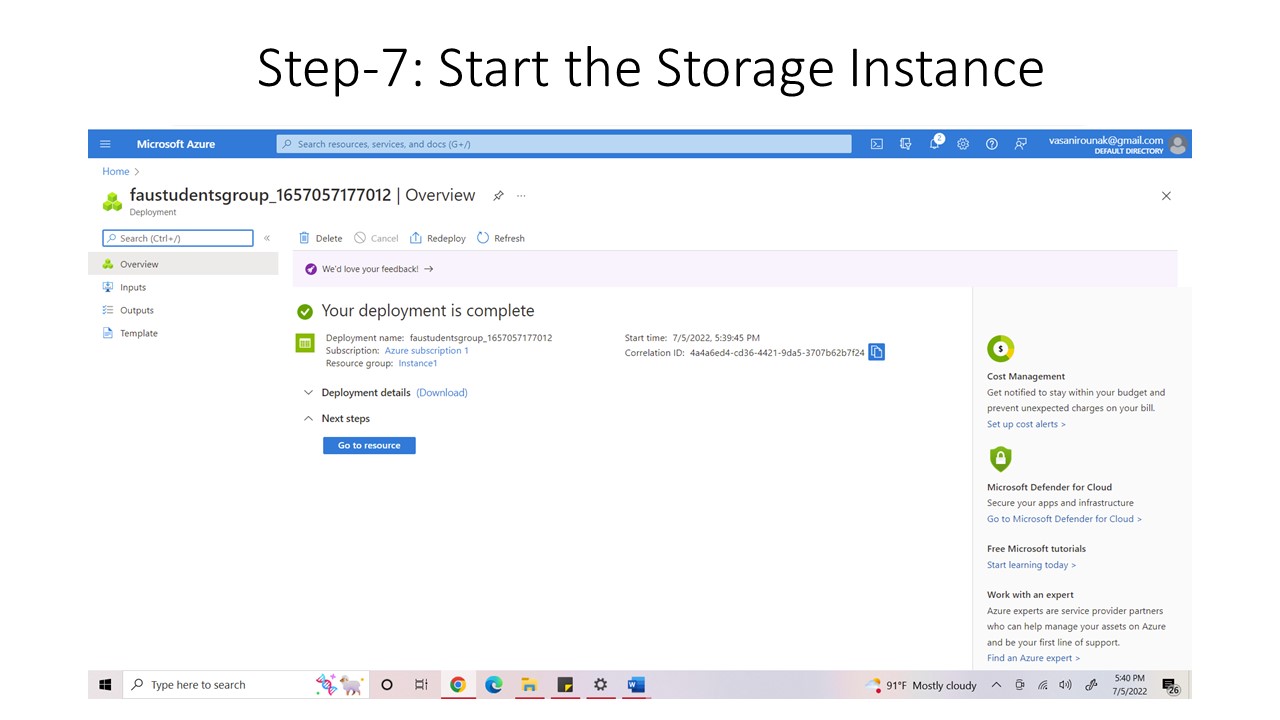 Step-7: Start the Storage Instance
Microsoft Azure
Search resources, services, and docs (G+/)
2
vasanirounak@gmail.com
DEFAULT DIRECTORY
Home >
faustudentsgroup_1657057177012 | Overview
Deployment
Search (Ctrl+/)
«
Delete
Cancel
Redeploy
Refresh
Overview
Inputs
Outputs
Template
We'd love your feedback! →
Your deployment is complete
Deployment name: faustudentsgroup_1657057177012
Subscription: Azure subscription 1
Resource group: Instance1
Start time: 7/5/2022, 5:39:45 PM
Correlation ID: 4a4a6ed4-cd36-4421-9da5-3707b62b7f24
Deployment details (Download)
Next steps
Go to resource
$
Cost Management
Get notified to stay within your budget and
prevent unexpected charges on your bill.
Set up cost alerts >
Microsoft Defender for Cloud
Secure your apps and infrastructure
Go to Microsoft Defender for Cloud >
Free Microsoft tutorials
Start learning today >
Work with an expert
Azure experts are service provider partners
who can help manage your assets on Azure
and be your first line of support.
Find an Azure expert >
Type here to search
91°F Mostly cloudy
5:40 PM
7/5/2022
26